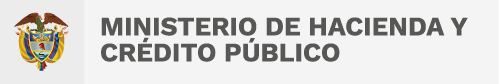 MINISTERIO DE HACIENDA Y
CRÉDITO PÚBLICO